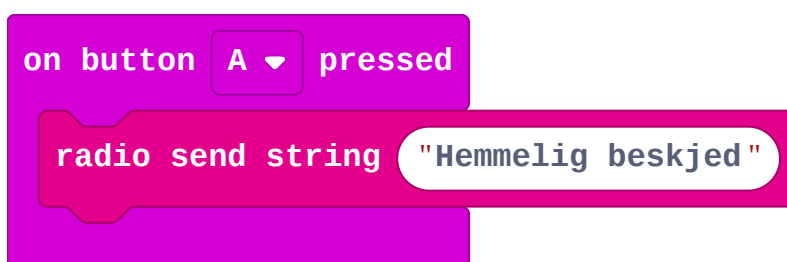 on button A pressed
radio send string "Hemmelig beskjed"